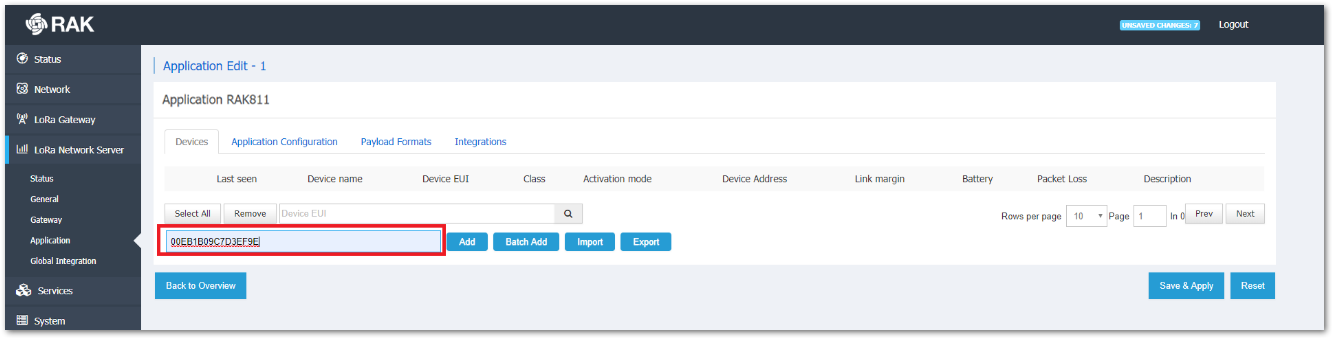 RAK
UNSAVED CHANGES: 7
Logout
Status
Network
LoRa Gateway
LoRa Network Server
Status
General
Gateway
Application
Global Integration
Services
System
Application Edit - 1
Application RAK811
Devices Application Configuration Payload Formats Integrations
Last seen Device name Device EUI Class Activation mode Device Address Link margin Battery Packet Loss Description
Select All Remove Device EUI Rows per page 10 Page 1 In 0 Prev Next
00EB1B09C7D3EF9E Add Batch Add Import Export
Back to Overview Save & Apply Reset